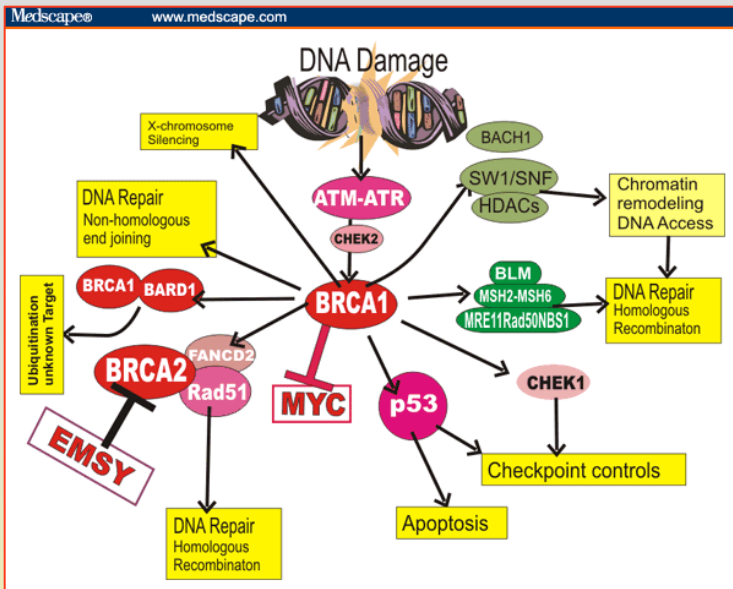 Medscape® www.medscape.com
DNA Damage
X-chromosome
Silencing
BACH1
SW1/SNF
HDACs
Chromatin
remodeling
DNA Access
ATM-ATR
CHEK2
DNA Repair
Non-homologous
end joining
BRCA1
BARD1
BRCA1
BLM
MSH2-MSH6
MRE11Rad50NBS1
DNA Repair
Homologous
Recombinaton
Ubiquitination
unknown Target
FANCD2
BRCA2
Rad51
MYC
p53
CHEK1
EMSY
Checkpoint controls
DNA Repair
Homologous
Recombinaton
Apoptosis